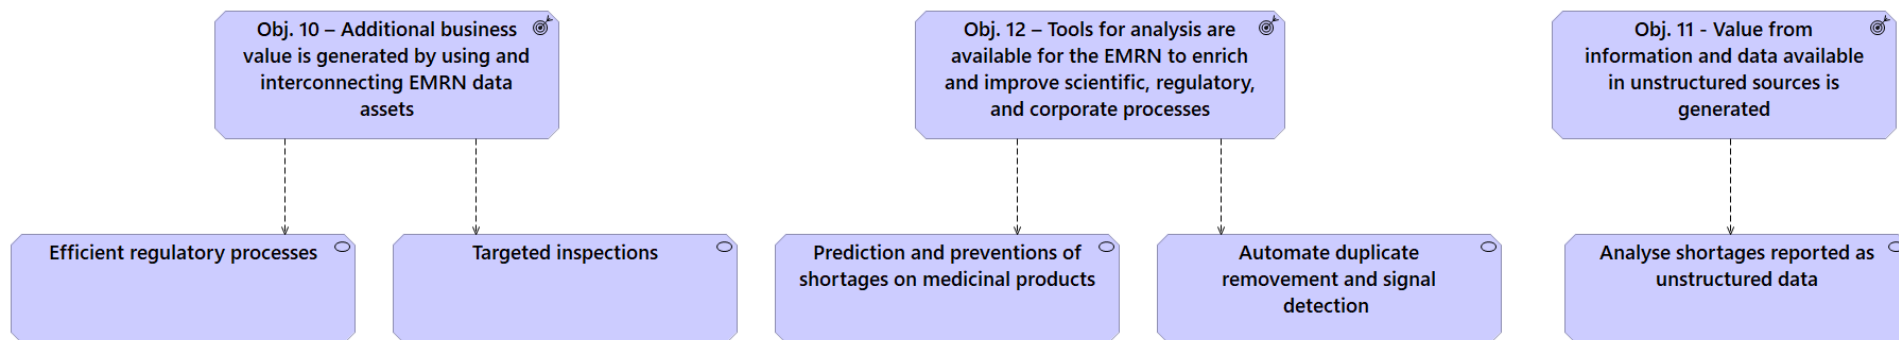 Obj. 10 – Additional business
value is generated by using and
interconnecting EMRN data
assets
Obj. 12 – Tools for analysis are
available for the EMRN to enrich
and improve scientific, regulatory,
and corporate processes
Obj. 11 - Value from
information and data available
in unstructured sources is
generated
Efficient regulatory processes
Targeted inspections
Prediction and preventions of
shortages on medicinal products
Automate duplicate
removement and signal
detection
Analyse shortages reported as
unstructured data